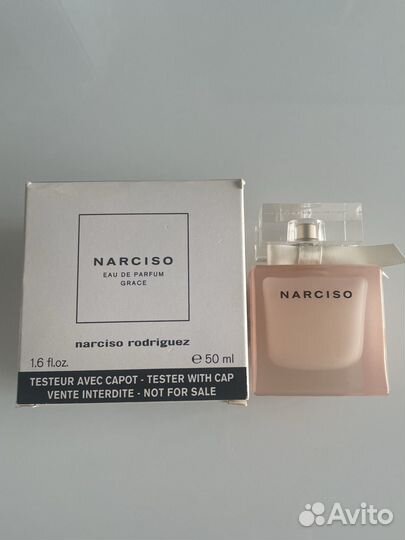 NARCISO
EAU DE PARFUM
GRACE
narciso rodriguez
1.6 fl.oz. ℮ 50 ml
TESTEUR AVEC CAPOT - TESTER WITH CAP
VENTE INTERDITE - NOT FOR SALE
NARCISO
Avito